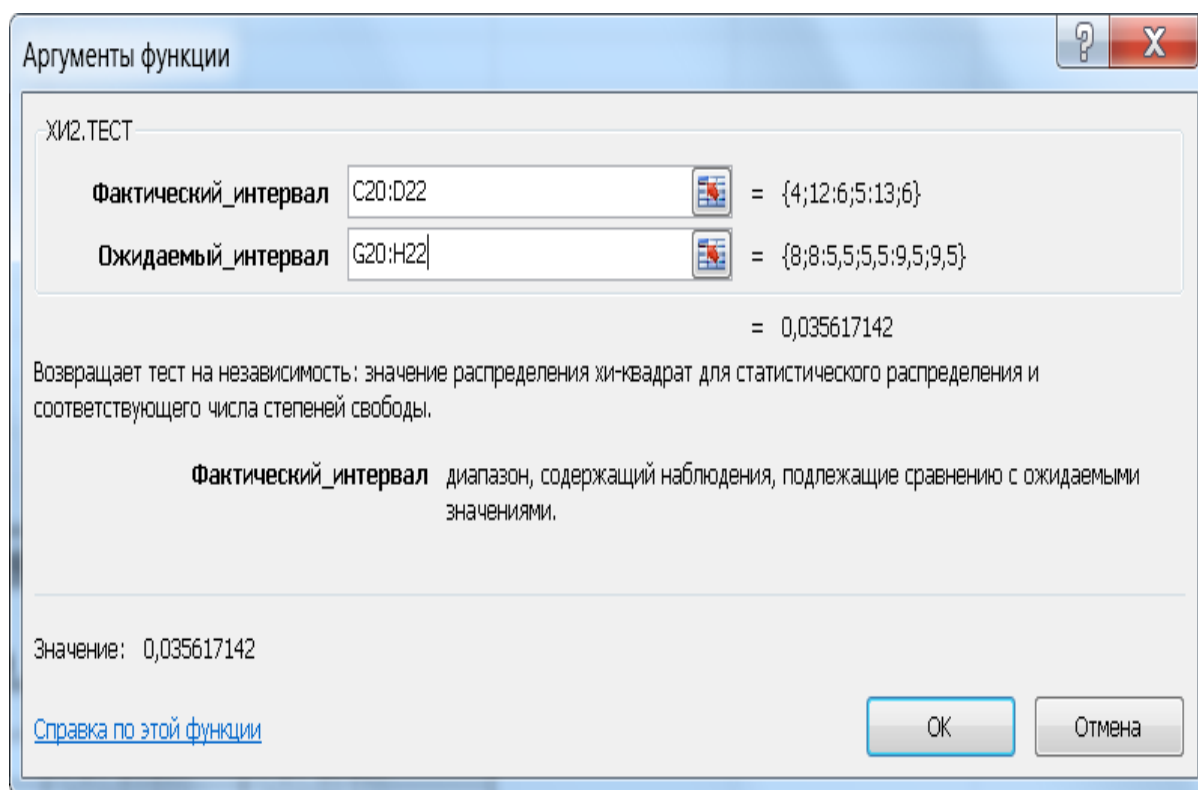 Аргументы функции
ХИ2.ТЕСТ
Фактический_интервал C20:D22 = {4;12:6;5:13;6}
Ожидаемый_интервал G20:H22 = {8;8:5,5;5,5:9,5;9,5}
= 0,035617142
Возвращает тест на независимость: значение распределения хи-квадрат для статистического распределения и
соответствующего числа степеней свободы.
Фактический_интервал диапазон, содержащий наблюдения, подлежащие сравнению с ожидаемыми
значениями.
Значение: 0,035617142
Справка по этой функции
ОК
Отмена